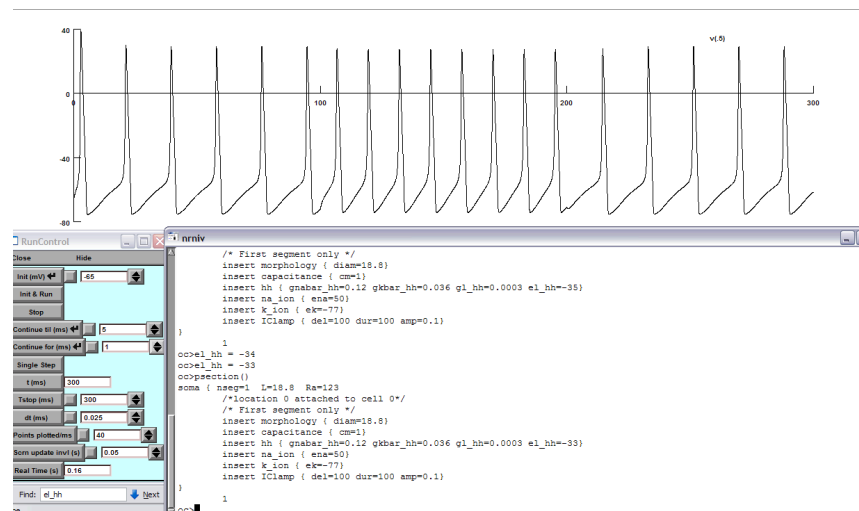 40
v(.5)
0
0
100
200
300
-40
-80
RunControl
Close Hide
Init (mV) -65
Init & Run
Stop
Continue til (ms) 5
Continue for (ms) 1
Single Step
t (ms) 300
Tstop (ms) 300
dt (ms) 0.025
Points plotted/ms 40
Scrn update invl (s) 0.05
Real Time (s) 0.16
Find: el_hh Next
nrniv
/* First segment only */
insert morphology { diam=18.8}
insert capacitance { cm=1}
insert hh { gnabar_hh=0.12 gkbar_hh=0.036 gl_hh=0.0003 el_hh=-35}
insert na_ion { ena=50}
insert k_ion { ek=-77}
insert IClamp { del=100 dur=100 amp=0.1}
}
1
oc>el_hh = -34
oc>el_hh = -33
oc>psection()
soma { nseg=1 L=18.8 Ra=123
/*location 0 attached to cell 0*/
/* First segment only */
insert morphology { diam=18.8}
insert capacitance { cm=1}
insert hh { gnabar_hh=0.12 gkbar_hh=0.036 gl_hh=0.0003 el_hh=-33}
insert na_ion { ena=50}
insert k_ion { ek=-77}
insert IClamp { del=100 dur=100 amp=0.1}
}
1
oc>